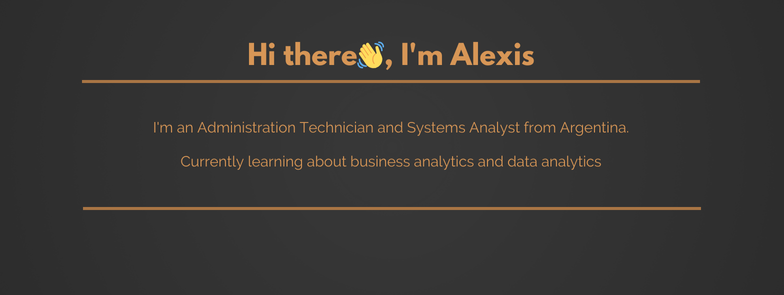 Hi there👋, I'm Alexis
I'm an Administration Technician and Systems Analyst from Argentina.
Currently learning about business analytics and data analytics